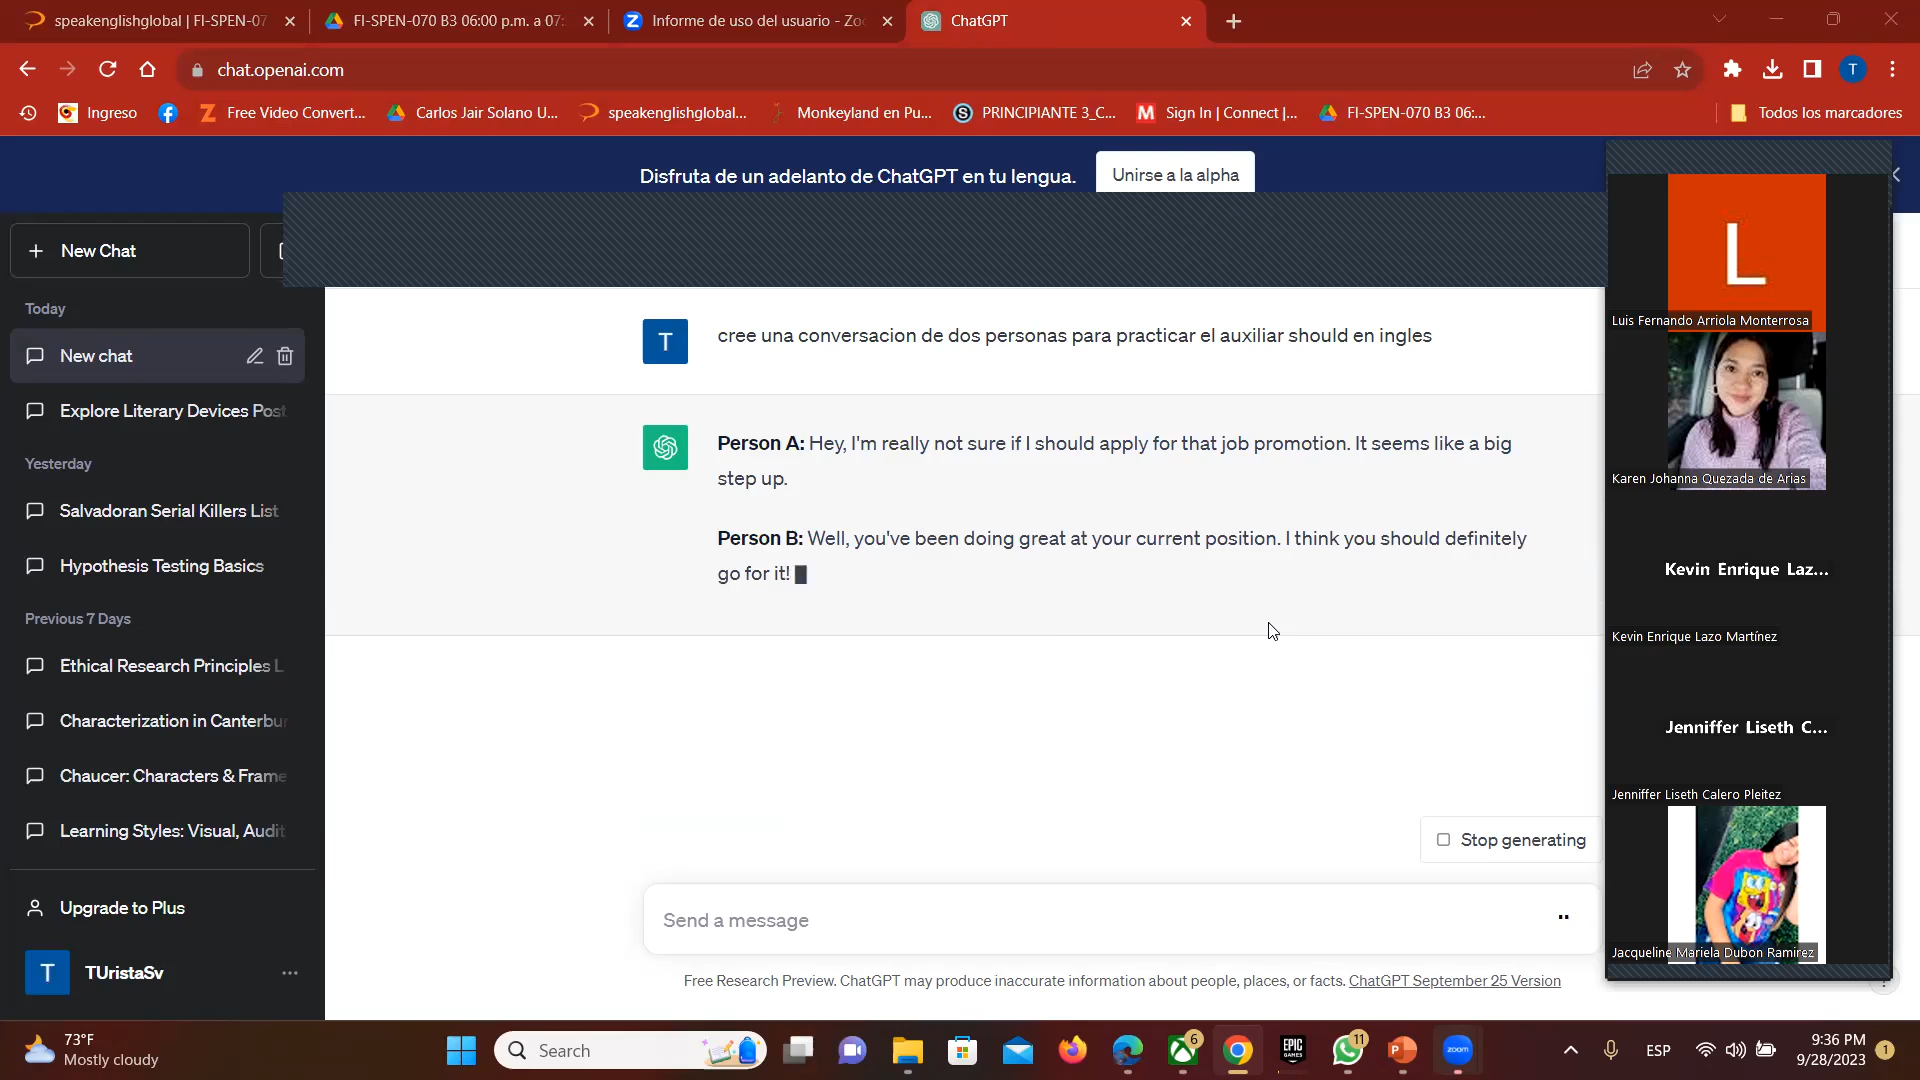 speakenglishglobal | FI-SPEN-07
FI-SPEN-070 B3 06:00 p.m. a 07:
Informe de uso del usuario - Zoo
ChatGPT
chat.openai.com
T
Ingreso
Free Video Convert...
Carlos Jair Solano U...
speakenglishglobal...
Monkeyland en Pu...
PRINCIPIANTE 3_C...
Sign In | Connect |...
FI-SPEN-070 B3 06:...
Todos los marcadores
Disfruta de un adelanto de ChatGPT en tu lengua.
Unirse a la alpha
New Chat
Today
New chat
Explore Literary Devices Post
Yesterday
Salvadoran Serial Killers List
Hypothesis Testing Basics
Previous 7 Days
Ethical Research Principles L
Characterization in Canterbur
Chaucer: Characters & Frame
Learning Styles: Visual, Audit
Upgrade to Plus
T
TUristaSv
T
cree una conversacion de dos personas para practicar el auxiliar should en ingles
Person A: Hey, I'm really not sure if I should apply for that job promotion. It seems like a big
step up.
Person B: Well, you've been doing great at your current position. I think you should definitely
go for it!
Stop generating
Send a message
Free Research Preview. ChatGPT may produce inaccurate information about people, places, or facts. ChatGPT September 25 Version
L
Luis Fernando Arriola Monterrosa
Karen Johanna Quezada de Arias
Kevin Enrique Laz...
Kevin Enrique Lazo Martínez
Jenniffer Liseth C...
Jenniffer Liseth Calero Pleitez
Jacqueline Mariela Dubon Ramirez
73°F
Mostly cloudy
Search
6
EPIC
GAMES
11
zoom
ESP
9:36 PM
9/28/2023
1